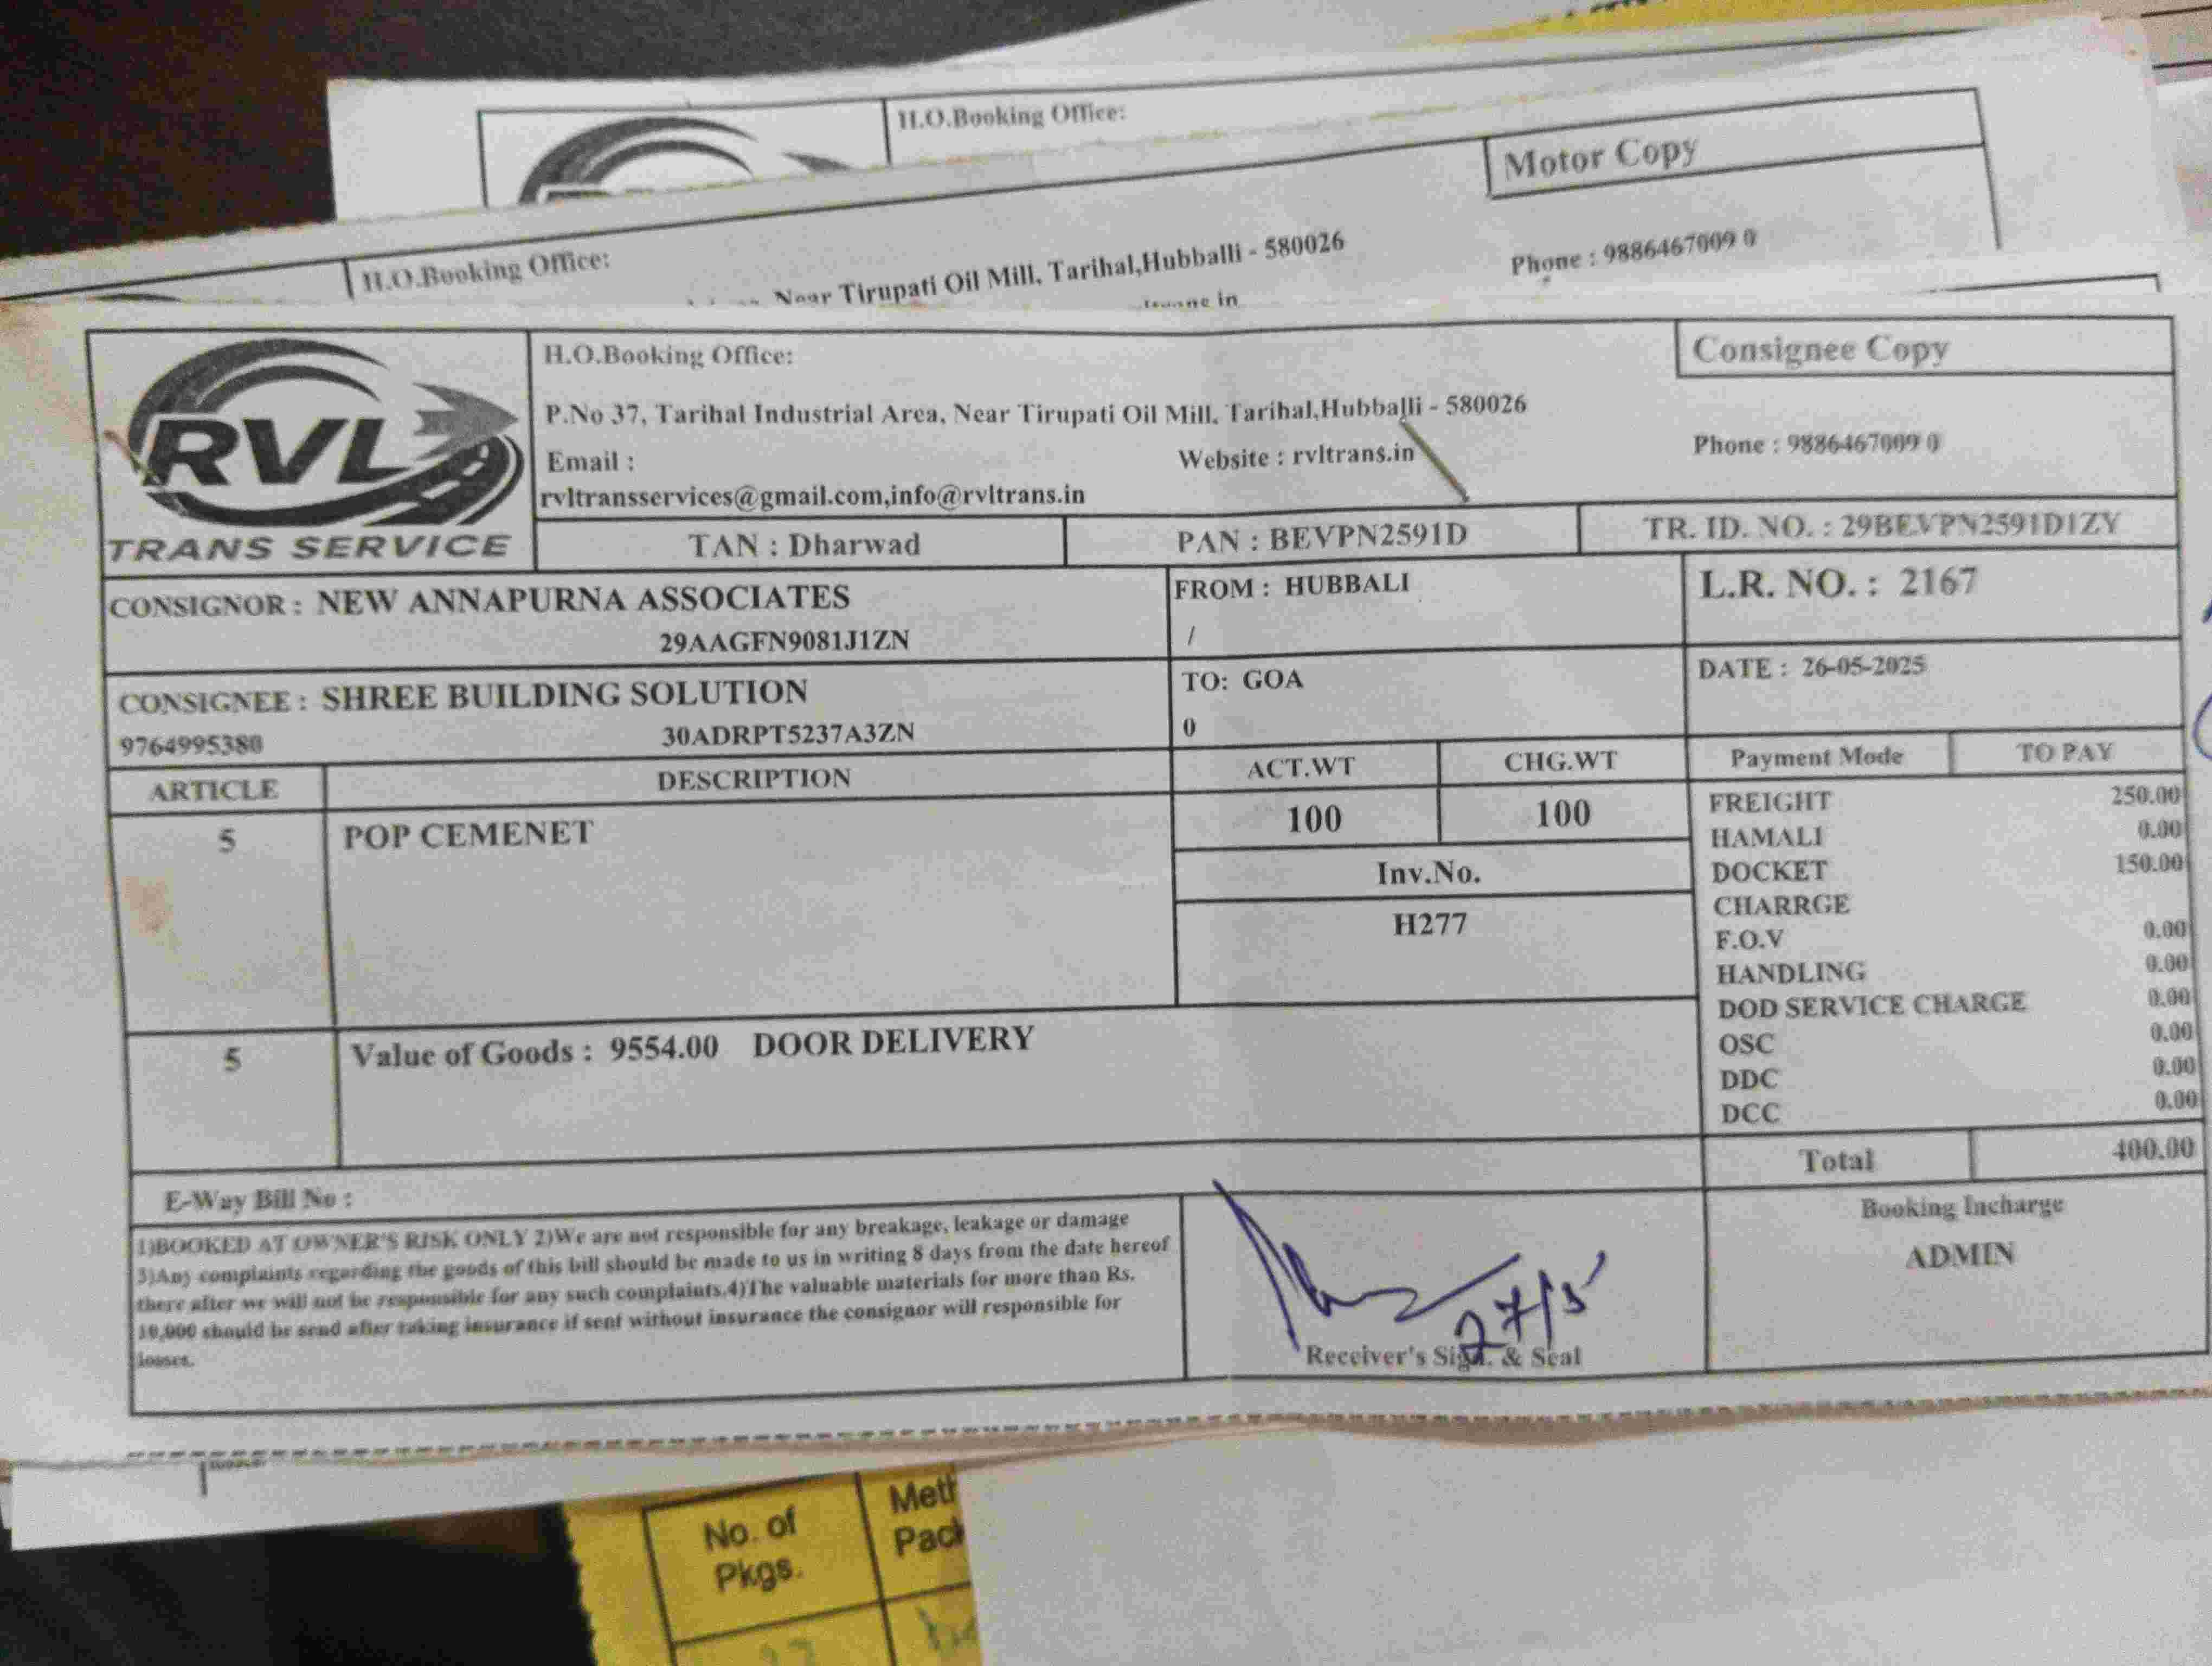 H.O.Booking Office:
Motor Copy
H.O.Booking Office:
Near Tirupati Oil Mill, Tarihal,Hubballi - 580026
Phone : 9886467009 0
in
RVL
TRANS SERVICE
H.O.Booking Office:
Consignee Copy
P.No 37, Tarihal Industrial Area, Near Tirupati Oil Mill, Tarihal,Hubballi - 580026
Email :
Website : rvltrans.in
Phone : 9886467009 0
rvltransservices@gmail.com,info@rvltrans.in
TAN : Dharwad
PAN : BEVPN2591D
TR. ID. NO. : 29BEVPN2591D1ZY
CONSIGNOR : NEW ANNAPURNA ASSOCIATES
29AAGFN9081J1ZN
FROM : HUBBALI
/
L.R. NO. : 2167
CONSIGNEE : SHREE BUILDING SOLUTION
9764995380
30ADRPT5237A3ZN
TO: GOA
0
DATE : 26-05-2025
ARTICLE
DESCRIPTION
ACT.WT
CHG.WT
Payment Mode
TO PAY
5
POP CEMENET
100
100
Inv.No.
H277
FREIGHT 250.00
HAMALI 0.00
DOCKET 150.00
CHARRGE
F.O.V 0.00
HANDLING 0.00
DOD SERVICE CHARGE 0.00
OSC 0.00
DDC 0.00
DCC 0.00
5
Value of Goods : 9554.00 DOOR DELIVERY
Total 400.00
E-Way Bill No :
1)BOOKED AT OWNER'S RISK ONLY 2)We are not responsible for any breakage, leakage or damage
3)Any complaints regarding the goods of this bill should be made to us in writing 8 days from the date hereof
there after we will not be responsible for any such complaints.4)The valuable materials for more than Rs.
10,000 should be send after taking insurance if sent without insurance the consignor will responsible for
losses.
27/5
Receiver's Sign. & Seal
Booking Incharge
ADMIN
No. of
Pkgs.